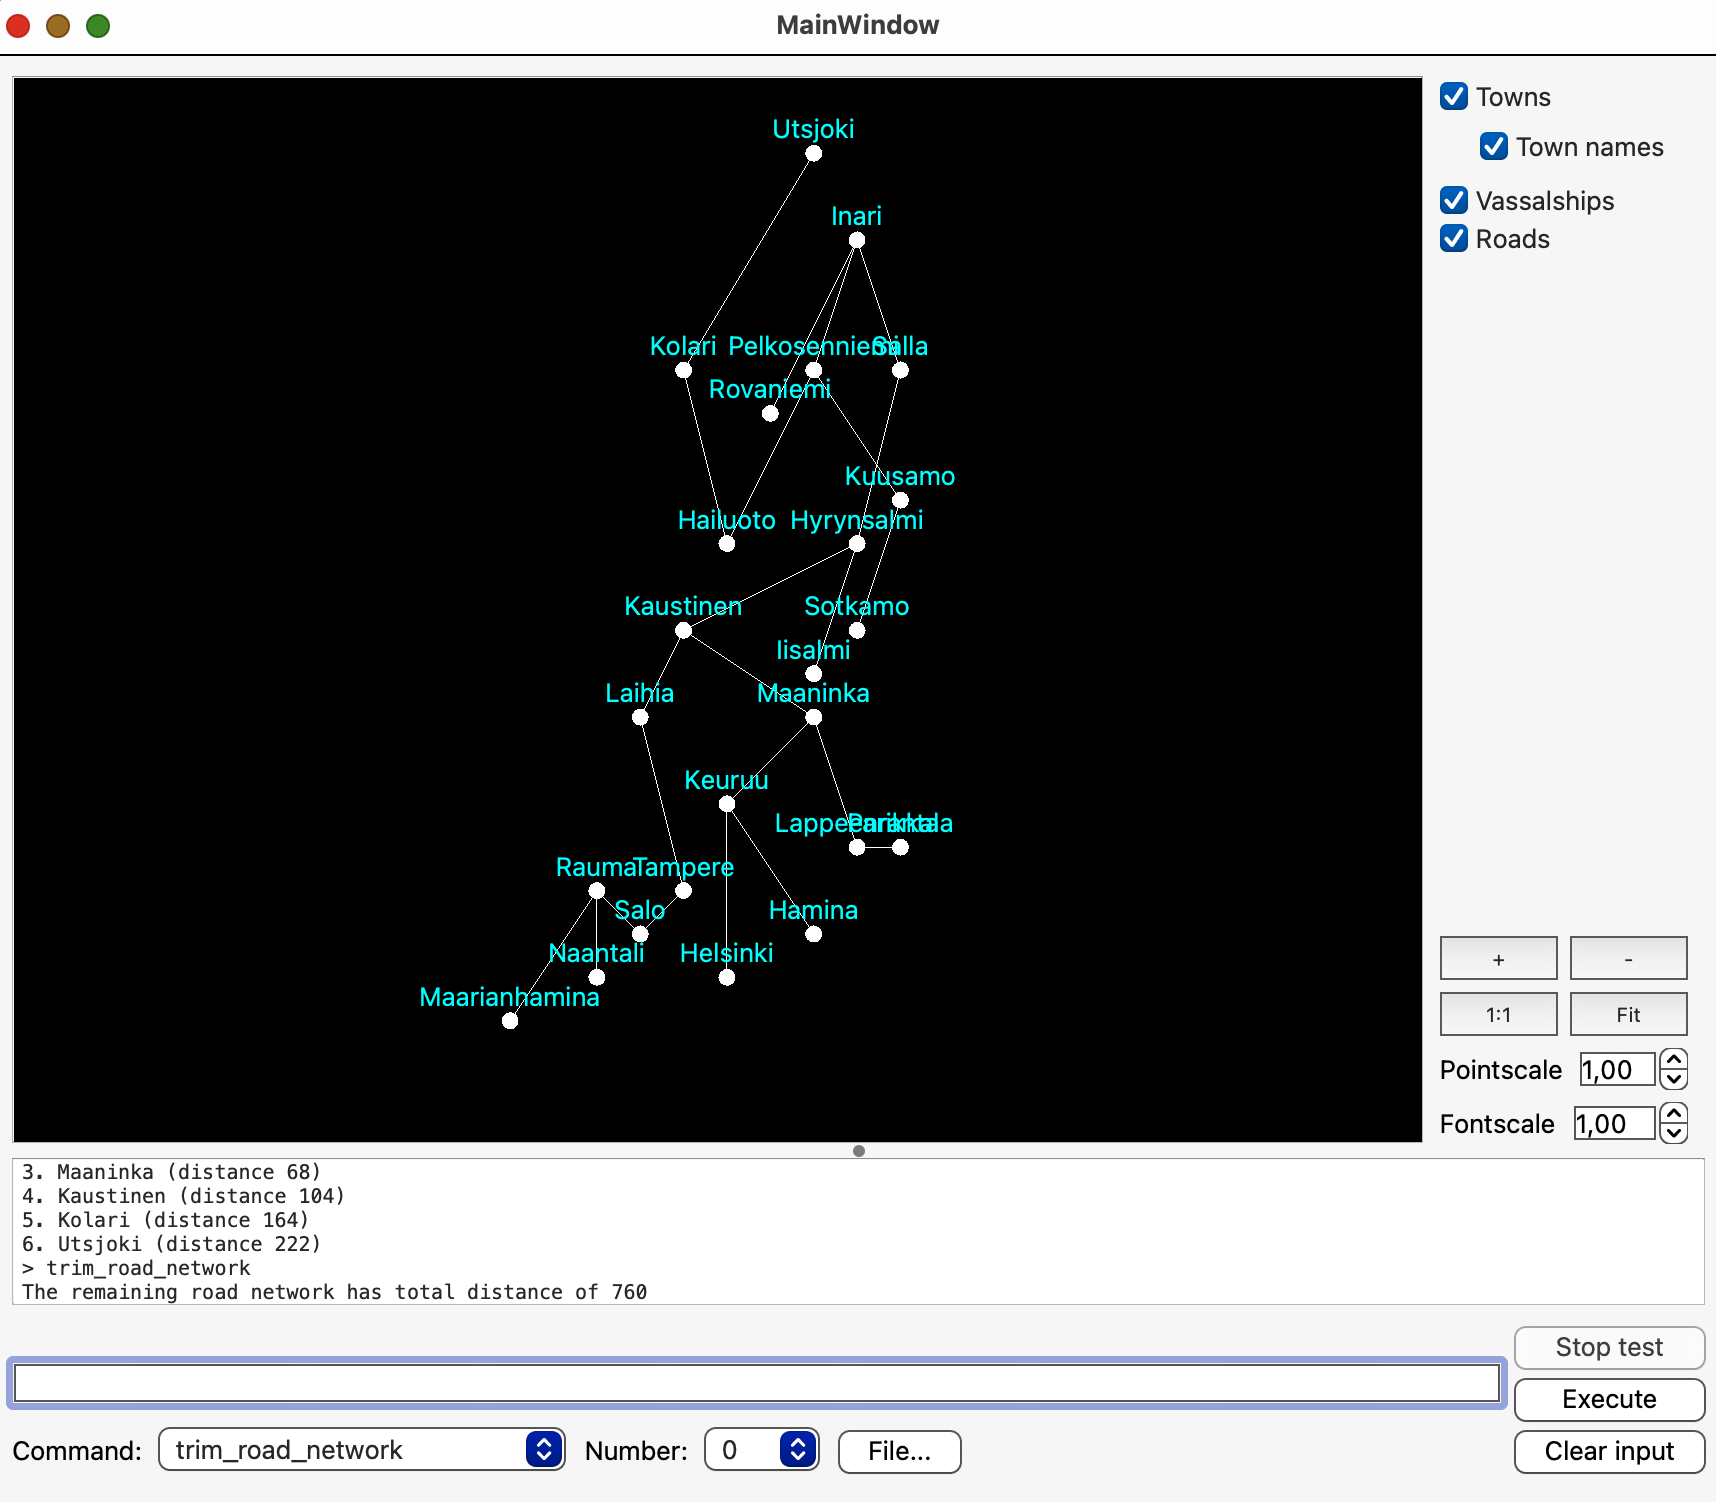 MainWindow
Utsjoki
Inari
Kolari
Pelkosenniemi
Salla
Rovaniemi
Kuusamo
Hailuoto
Hyrynsalmi
Kaustinen
Sotkamo
Iisalmi
Laihia
Maaninka
Keuruu
Lappeenranta
Parikkala
Rauma
Tampere
Salo
Hamina
Naantali
Helsinki
Maarianhamina
Towns
Town names
Vassalships
Roads
+
-
1:1
Fit
Pointscale 1,00
Fontscale 1,00
3. Maaninka (distance 68)
4. Kaustinen (distance 104)
5. Kolari (distance 164)
6. Utsjoki (distance 222)
> trim_road_network
The remaining road network has total distance of 760
Stop test
Execute
Command: trim_road_network Number: 0 File... Clear input